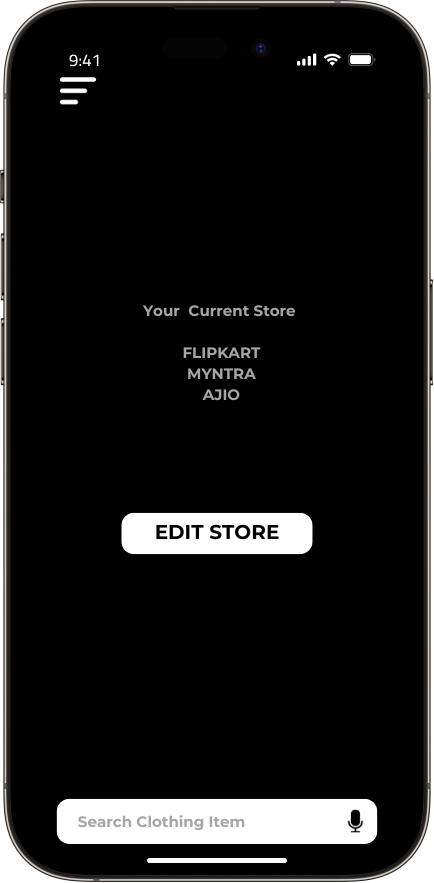 9:41
Your Current Store
FLIPKART
MYNTRA
AJIO
EDIT STORE
Search Clothing Item